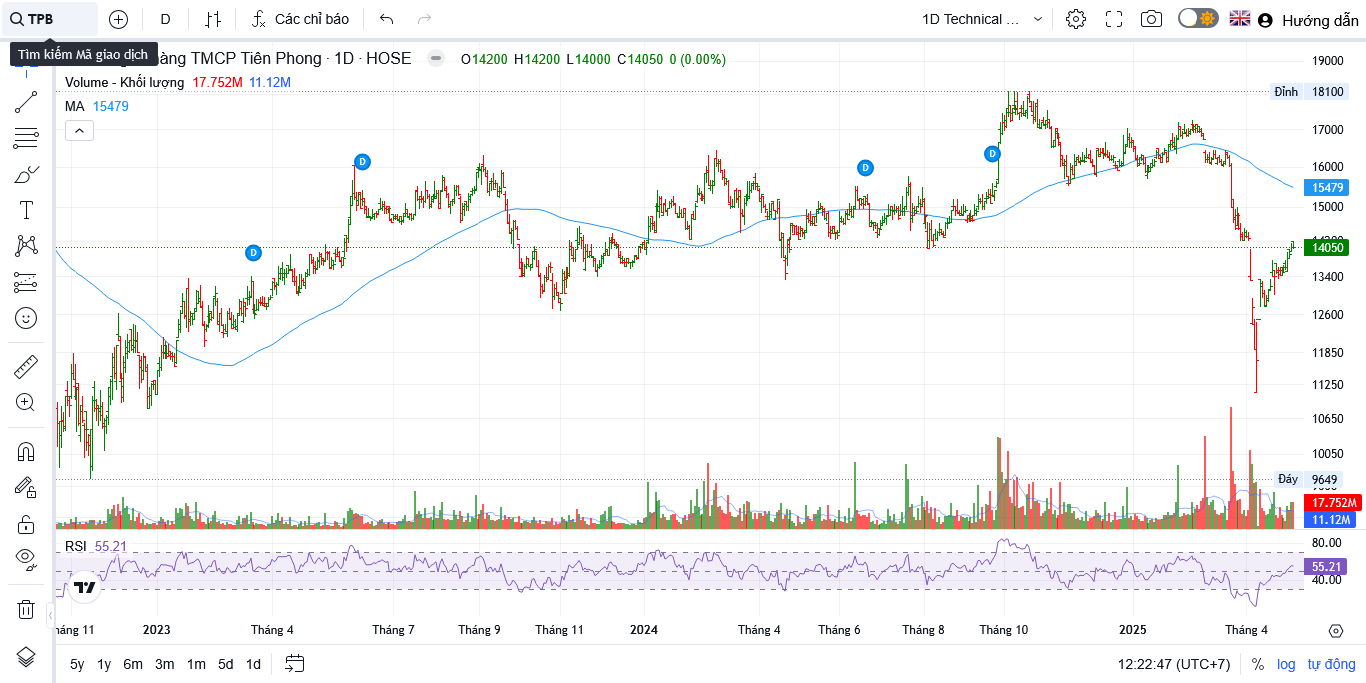 TPB
D
Các chỉ báo
1D Technical ...
Hướng dẫn
Tìm kiếm Mã giao dịch
àng TMCP Tiên Phong · 1D · HOSE
O14200 H14200 L14000 C14050 0 (0.00%)
Volume - Khối lượng 17.752M 11.12M
MA 15479
19000
Đỉnh 18100
17000
16000
15479
15000
14050
13400
12600
11850
11250
10650
10050
Đáy 9649
17.752M
11.12M
D
D
D
D
RSI 55.21
80.00
55.21
40.00
háng 11
2023
Tháng 4
Tháng 7
Tháng 9
Tháng 11
2024
Tháng 4
Tháng 6
Tháng 8
Tháng 10
2025
Tháng 4
5y 1y 6m 3m 1m 5d 1d
12:22:47 (UTC+7)
% log tự động